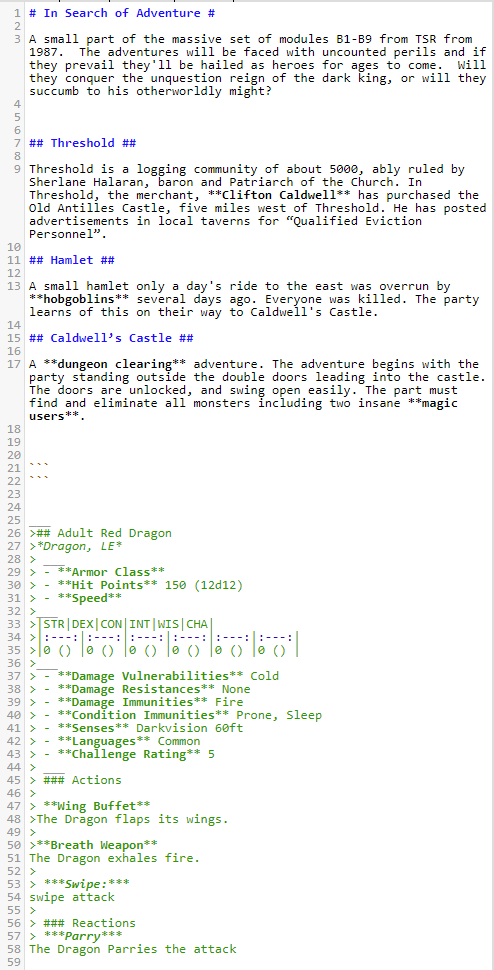 1 # In Search of Adventure #
2
3 A small part of the massive set of modules B1-B9 from TSR from
1987.  The adventures will be faced with uncounted perils and if
they prevail they'll be hailed as heroes for ages to come.  Will
they conquer the unquestion reign of the dark king, or will they
succumb to his otherworldly might?
4
5
6
7 ## Threshold ##
8
9 Threshold is a logging community of about 5000, ably ruled by
Sherlane Halaran, baron and Patriarch of the Church. In
Threshold, the merchant, **Clifton Caldwell** has purchased the
Old Antilles Castle, five miles west of Threshold. He has posted
advertisements in local taverns for “Qualified Eviction
Personnel”.
10
11 ## Hamlet ##
12
13 A small hamlet only a day's ride to the east was overrun by
**hobgoblins** several days ago. Everyone was killed. The party
learns of this on their way to Caldwell's Castle.
14
15 ## Caldwell’s Castle ##
16
17 A **dungeon clearing** adventure. The adventure begins with the
party standing outside the double doors leading into the castle.
The doors are unlocked, and swing open easily. The part must
find and eliminate all monsters including two insane **magic
users**.
18
19
20
21 ```
22 ```
23
24
25 ___
26 >## Adult Red Dragon
27 >*Dragon, LE*
28 > ___
29 > - **Armor Class**
30 > - **Hit Points** 150 (12d12)
31 > - **Speed**
32 >___
33 >|STR|DEX|CON|INT|WIS|CHA|
34 >|:---:|:---:|:---:|:---:|:---:|:---:|
35 >|0 () |0 () |0 () |0 () |0 () |0 () |
36 >___
37 > - **Damage Vulnerabilities** Cold
38 > - **Damage Resistances** None
39 > - **Damage Immunities** Fire
40 > - **Condition Immunities** Prone, Sleep
41 > - **Senses** Darkvision 60ft
42 > - **Languages** Common
43 > - **Challenge Rating** 5
44 > ___
45 > ### Actions
46 >
47 > **Wing Buffet**
48 >The Dragon flaps its wings.
49 >
50 >**Breath Weapon**
51 The Dragon exhales fire.
52 >
53 > ***Swipe:***
54 swipe attack
55 >
56 > ### Reactions
57 > ***Parry***
58 The Dragon Parries the attack
59